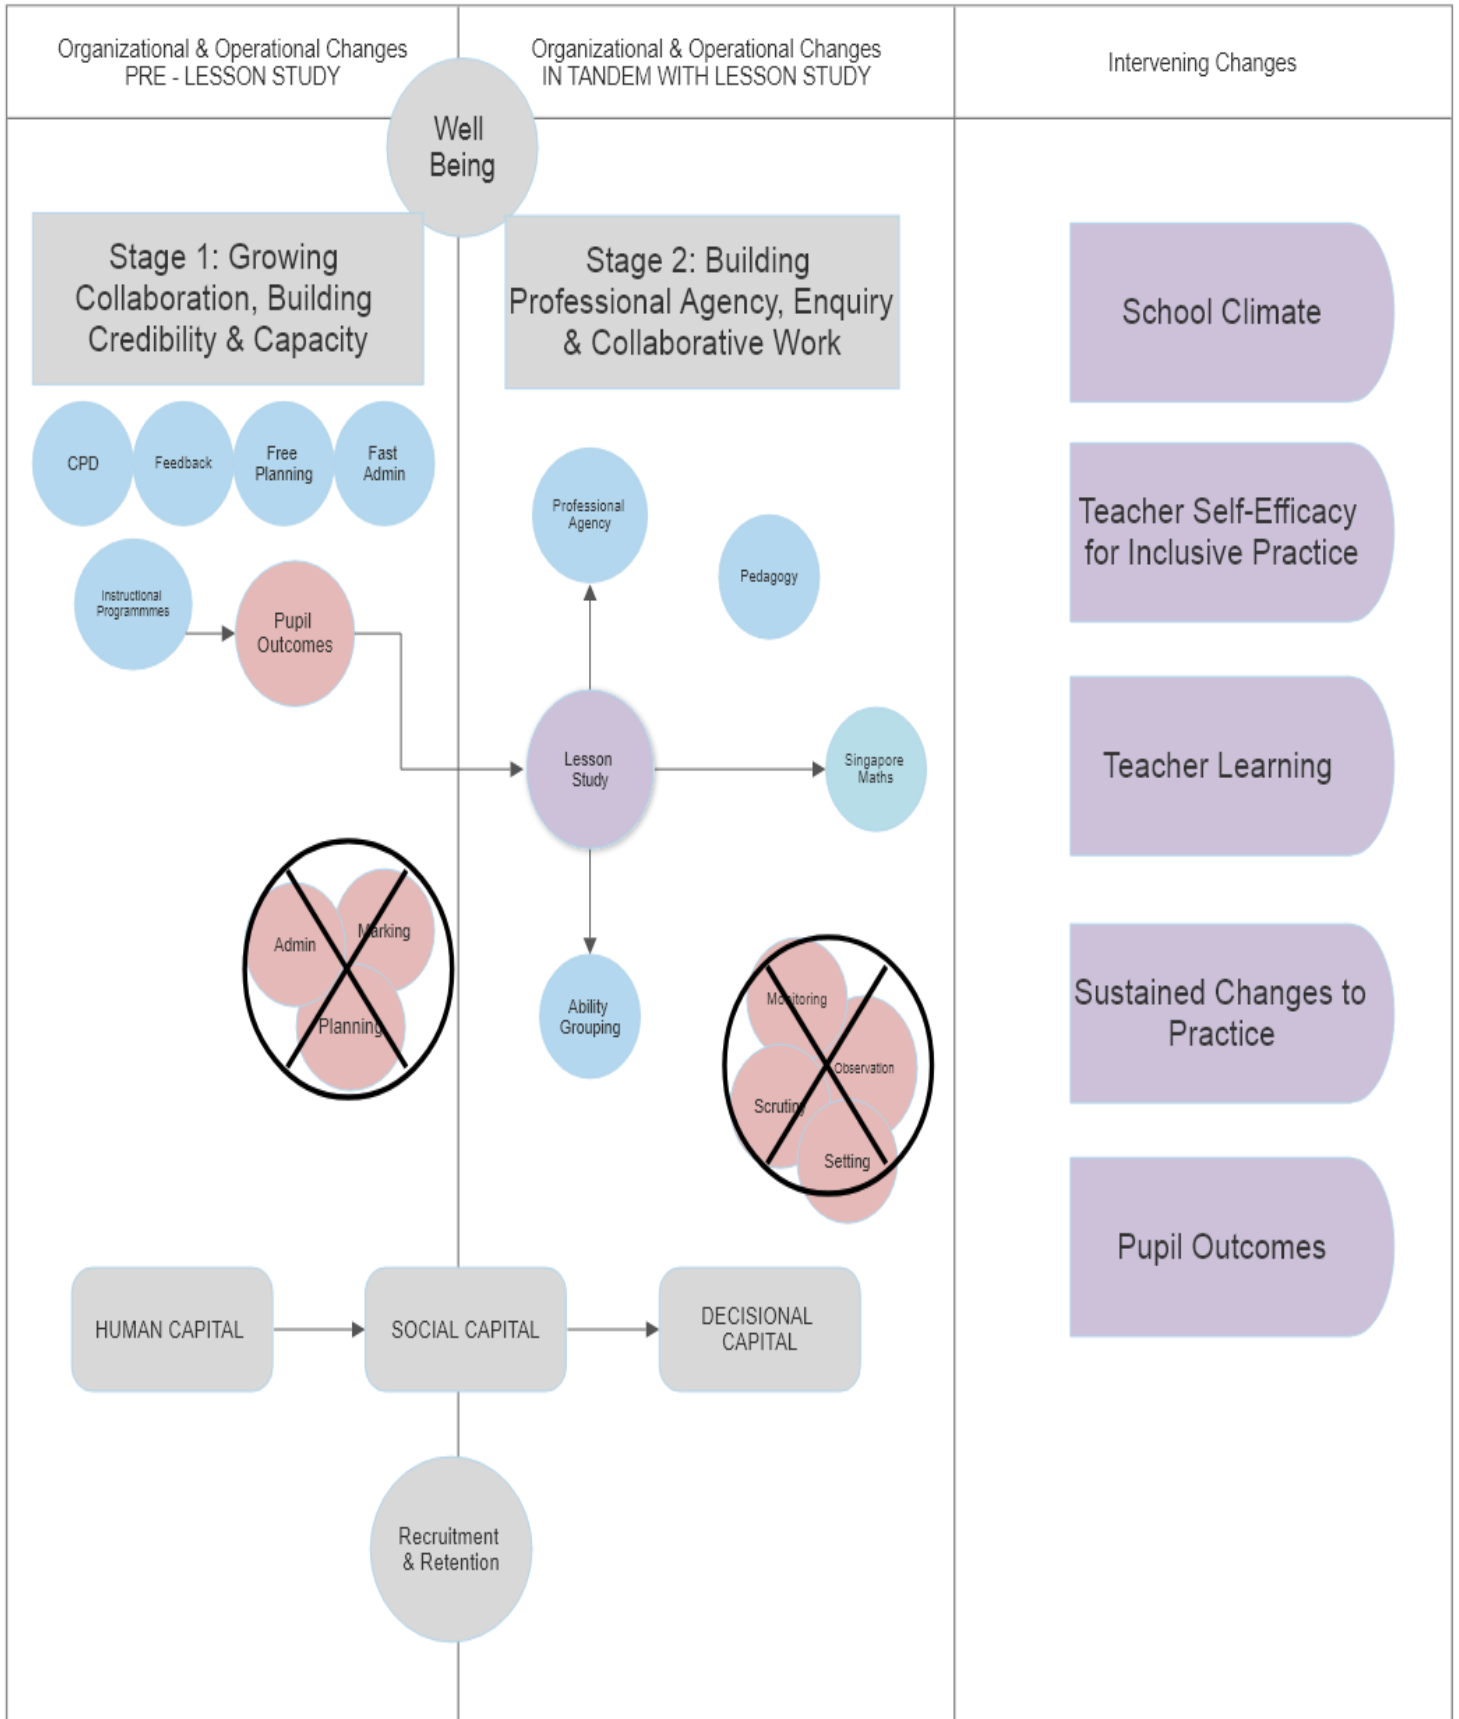 Organizational & Operational Changes
PRE - LESSON STUDY
Organizational & Operational Changes
IN TANDEM WITH LESSON STUDY
Intervening Changes
Well
Being
Stage 1: Growing
Collaboration, Building
Credibility & Capacity
Stage 2: Building
Professional Agency, Enquiry
& Collaborative Work
School Climate
CPD
Feedback
Free
Planning
Fast
Admin
Professional
Agency
Pedagogy
Teacher Self-Efficacy
for Inclusive Practice
Instructional
Programmmes
Pupil
Outcomes
Lesson
Study
Singapore
Maths
Teacher Learning
Admin
Marking
Planning
Ability
Grouping
Monitoring
Observation
Scrutiny
Setting
Sustained Changes to
Practice
Pupil Outcomes
HUMAN CAPITAL
SOCIAL CAPITAL
DECISIONAL
CAPITAL
Recruitment
& Retention